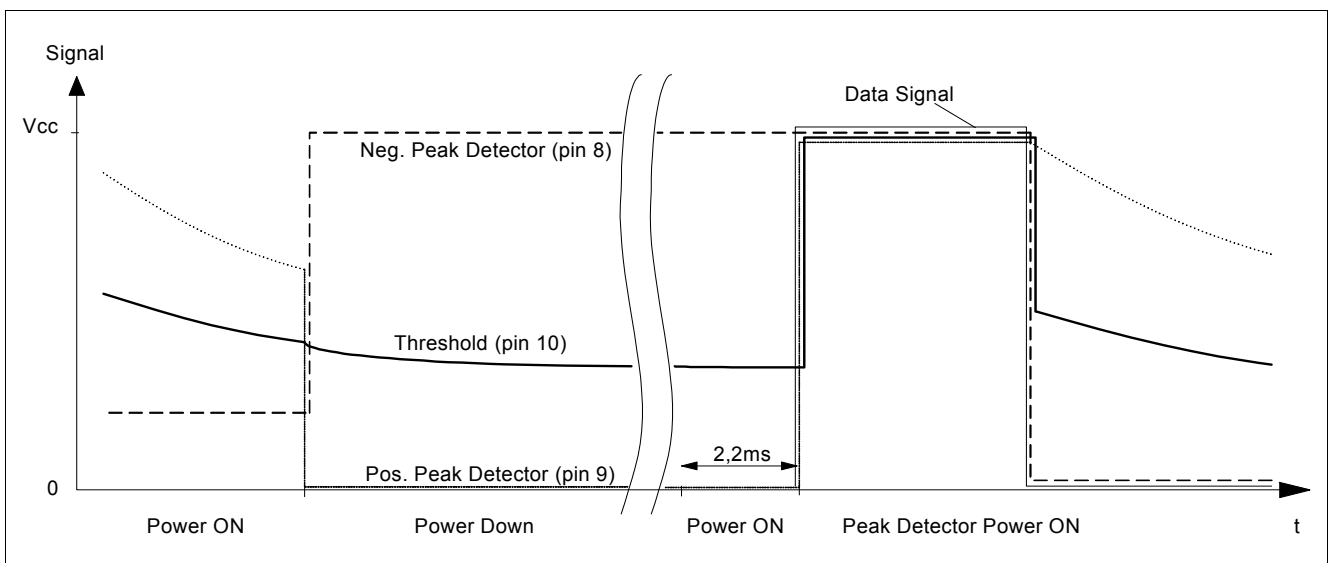 Signal
Data Signal
Vcc
Neg. Peak Detector (pin 8)
Threshold (pin 10)
2,2ms
Pos. Peak Detector (pin 9)
0
Power ON
Power Down
Power ON
Peak Detector Power ON
t